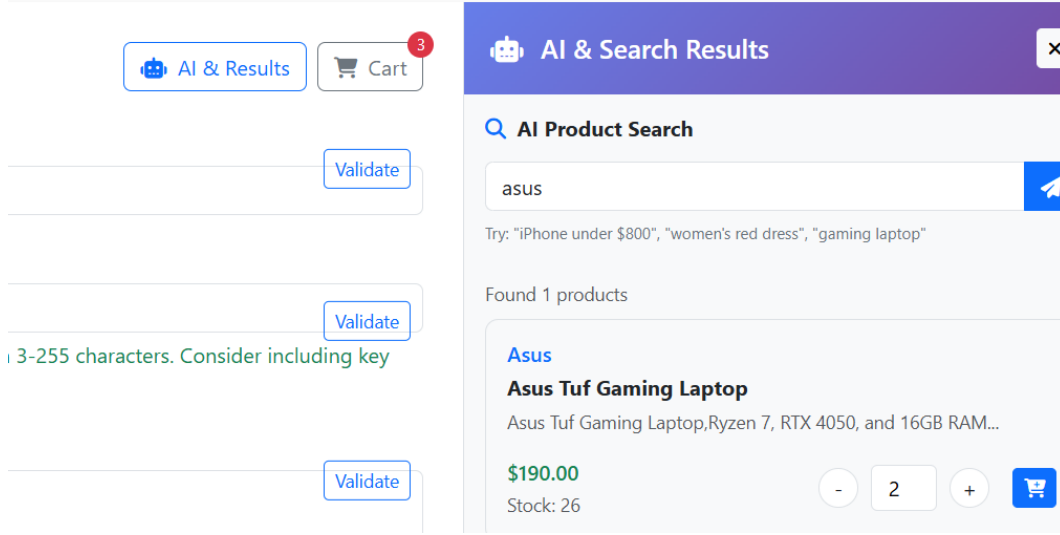 AI & Results
Cart
3
Validate
Validate
3-255 characters. Consider including key
Validate
AI & Search Results
AI Product Search
asus
Try: "iPhone under $800", "women's red dress", "gaming laptop"
Found 1 products
Asus
Asus Tuf Gaming Laptop
Asus Tuf Gaming Laptop,Ryzen 7, RTX 4050, and 16GB RAM...
$190.00
Stock: 26
- 2 +